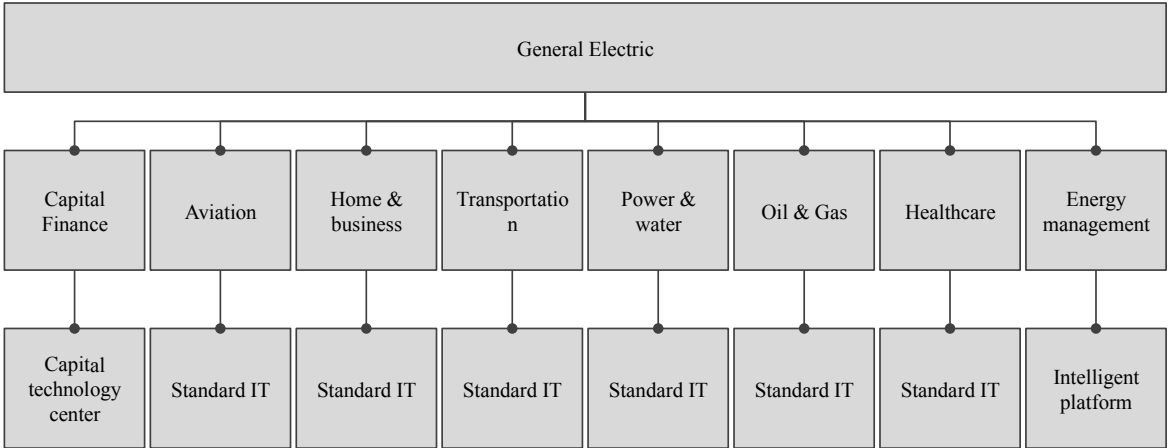 General Electric
Capital
Finance
Aviation
Home &
business
Transportatio
n
Power &
water
Oil & Gas
Healthcare
Energy
management
Capital
technology
center
Standard IT
Standard IT
Standard IT
Standard IT
Standard IT
Standard IT
Intelligent
platform